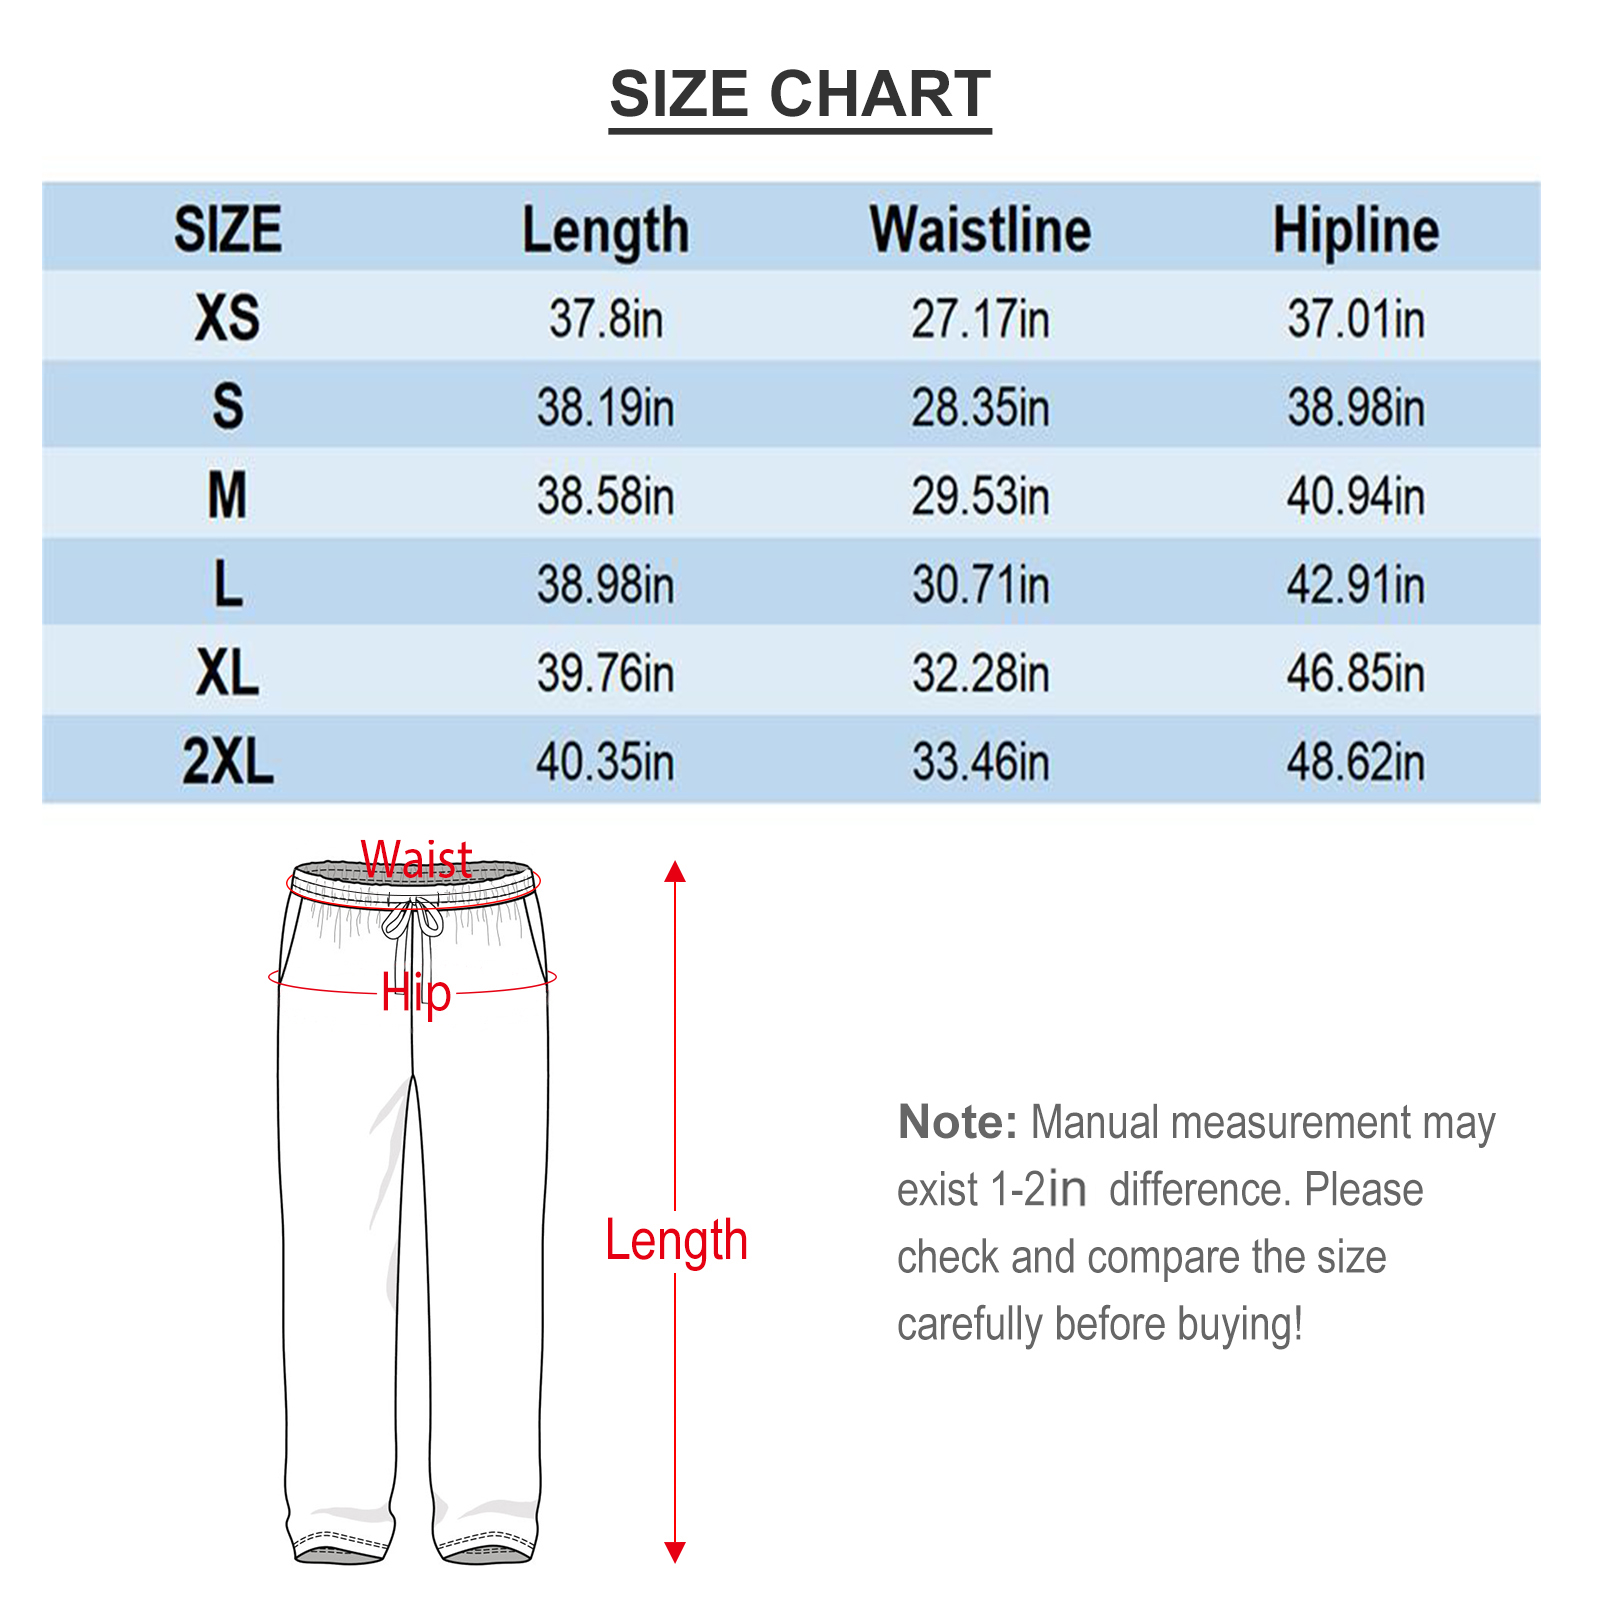 SIZE CHART
SIZE Length Waistline Hipline
XS 37.8in 27.17in 37.01in
S 38.19in 28.35in 38.98in
M 38.58in 29.53in 40.94in
L 38.98in 30.71in 42.91in
XL 39.76in 32.28in 46.85in
2XL 40.35in 33.46in 48.62in
Waist
Hip
Length
Note: Manual measurement may
exist 1-2in difference. Please
check and compare the size
carefully before buying!